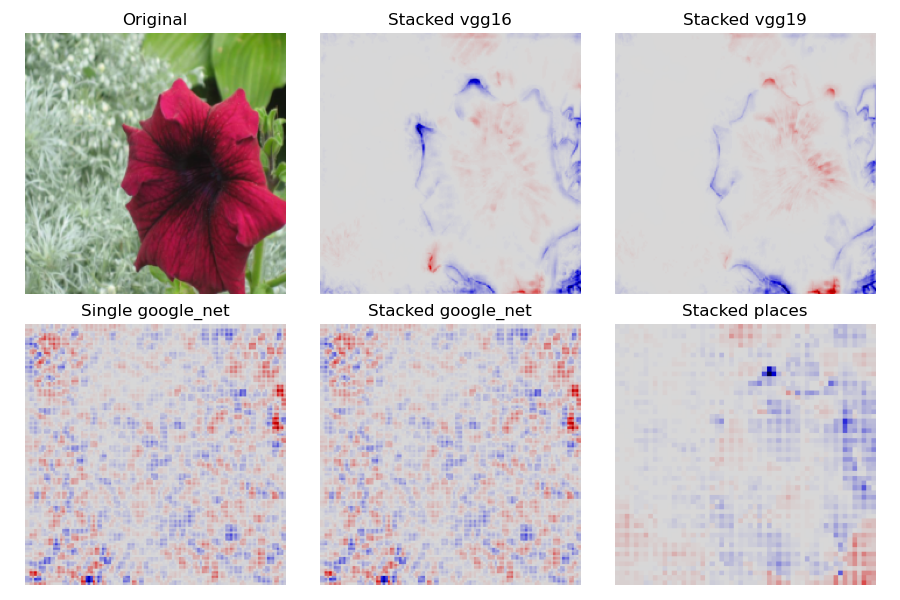 Original
Stacked vgg16
Stacked vgg19
Single google_net
Stacked google_net
Stacked places